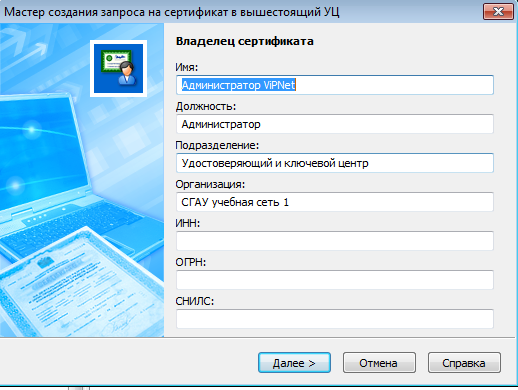 Мастер создания запроса на сертификат в вышестоящий УЦ
Владелец сертификата
Имя:
Администратор ViPNet
Должность:
Администратор
Подразделение:
Удостоверяющий и ключевой центр
Организация:
СГАУ учебная сеть 1
ИНН:
ОГРН:
СНИЛС:
Далее >
Отмена
Справка